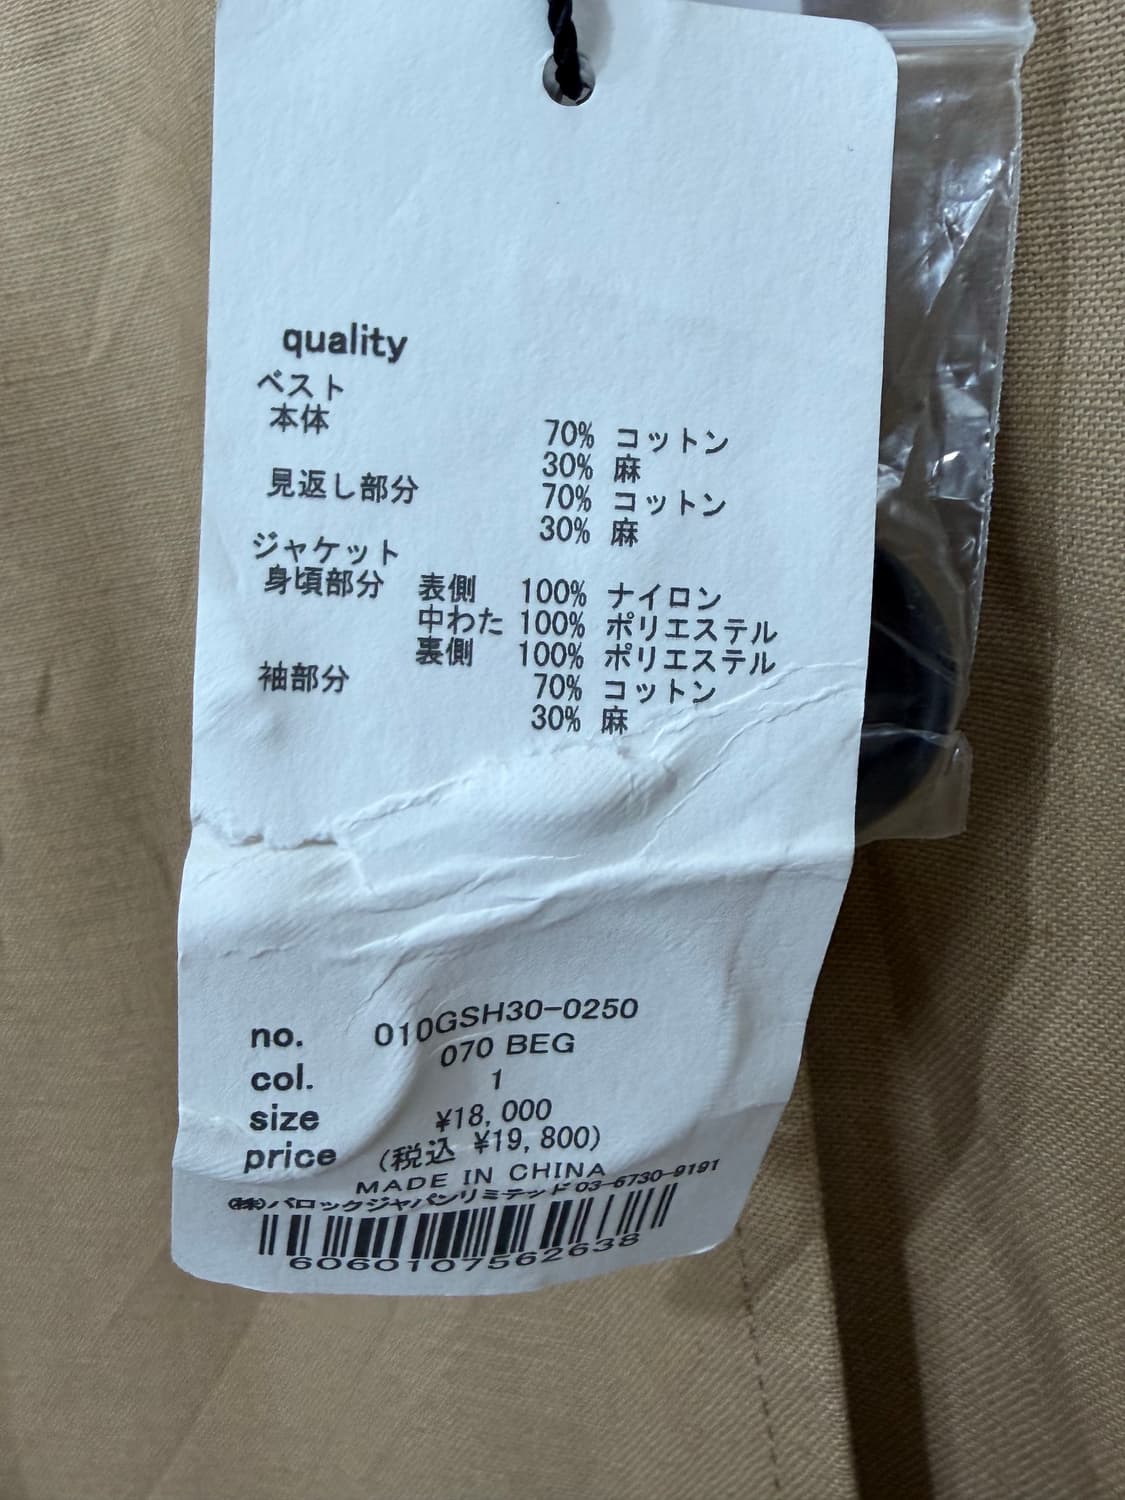 quality
ベスト
本体 70% コットン
30% 麻
見返し部分 70% コットン
30% 麻
ジャケット
身頃部分 表側 100% ナイロン
中わた 100% ポリエステル
裏側 100% ポリエステル
袖部分 70% コットン
30% 麻
no. 010GSH30-0250
col. 070 BEG
size 1
price ¥18,000
(税込 ¥19,800)
MADE IN CHINA
(株)バロックジャパンリミテッド 03-6730-9191
6060107562638